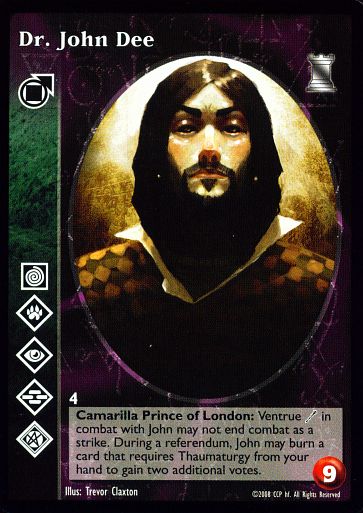 Dr. John Dee
4
Camarilla Prince of London: Ventrue in
combat with John may not end combat as a
strike. During a referendum, John may burn a
card that requires Thaumaturgy from your
hand to gain two additional votes.
9
Illus: Trevor Claxton
©2008 CCP hf. All Rights Reserved